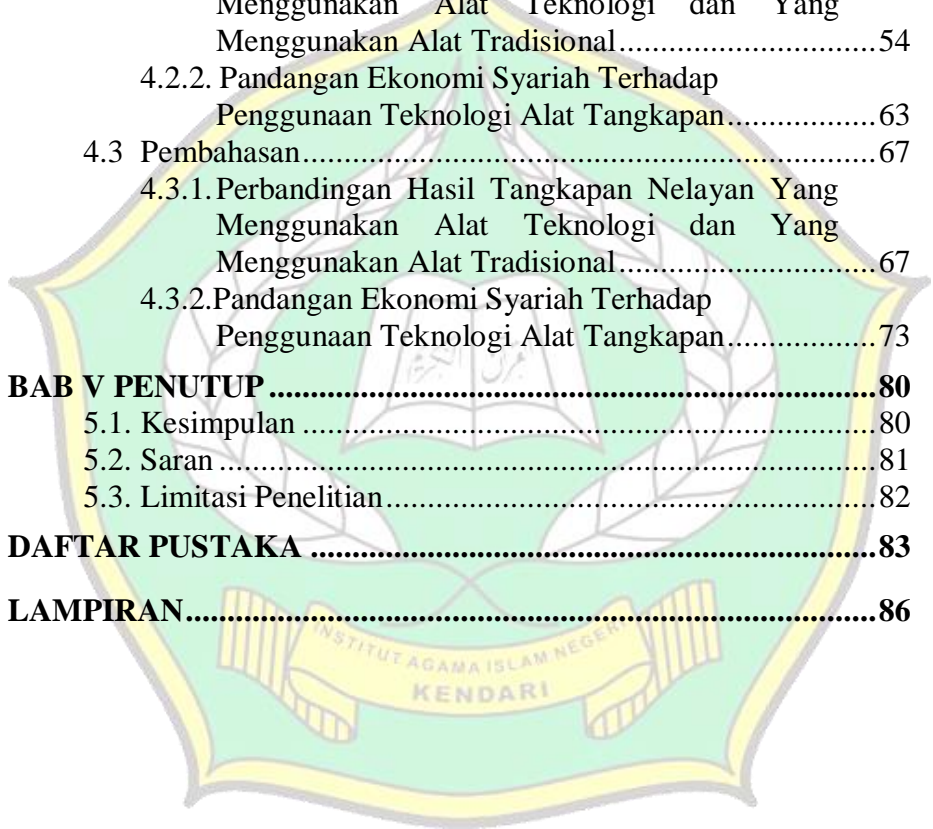 Menggunakan Alat Teknologi dan Yang
Menggunakan Alat Tradisional..............................54
4.2.2. Pandangan Ekonomi Syariah Terhadap
Penggunaan Teknologi Alat Tangkapan.................63
4.3 Pembahasan..................................................................67
4.3.1. Perbandingan Hasil Tangkapan Nelayan Yang
Menggunakan Alat Teknologi dan Yang
Menggunakan Alat Tradisional..............................67
4.3.2.Pandangan Ekonomi Syariah Terhadap
Penggunaan Teknologi Alat Tangkapan.................73
BAB V PENUTUP ......................................................................80
5.1. Kesimpulan ..................................................................80
5.2. Saran ............................................................................81
5.3. Limitasi Penelitian........................................................82
DAFTAR PUSTAKA .................................................................83
LAMPIRAN................................................................................86
INSTITUT AGAMA ISLAM NEGERI
KENDARI